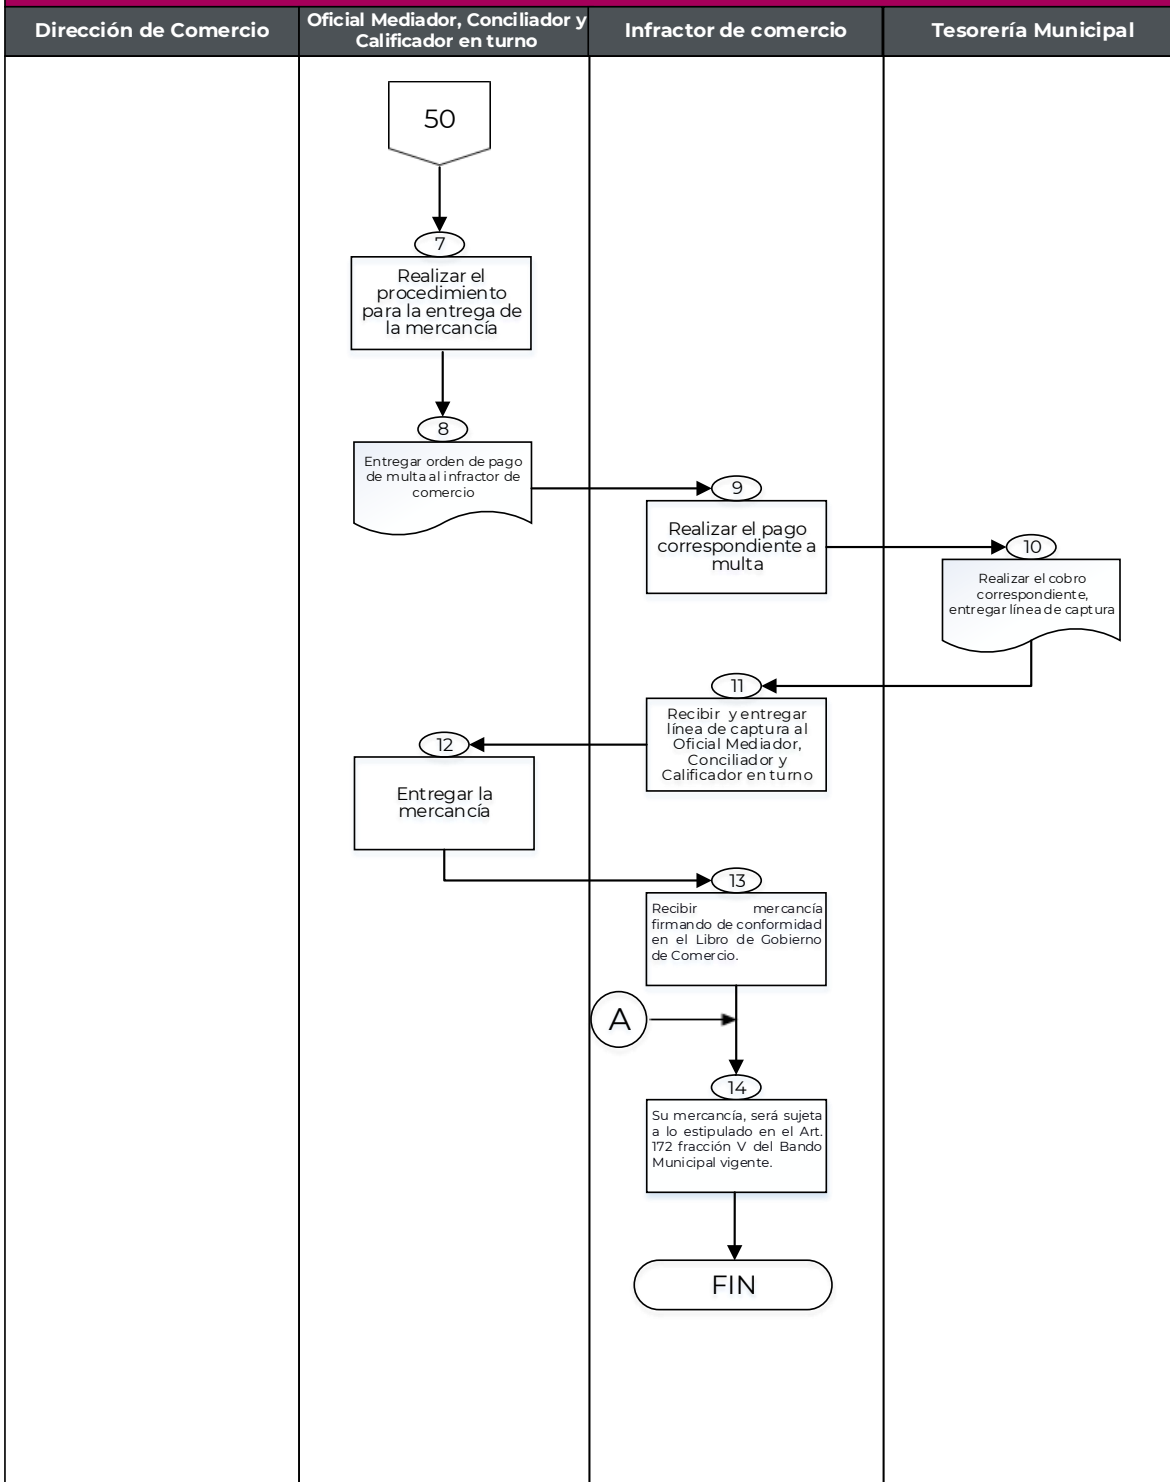 Dirección de Comercio
Oficial Mediador, Conciliador y
Calificador en turno
Infractor de comercio
Tesorería Municipal
50
7
Realizar el
procedimiento
para la entrega de
la mercancía
8
Entregar orden de pago
de multa al infractor de
comercio
9
Realizar el pago
correspondiente a
multa
10
Realizar el cobro
correspondiente,
entregar línea de captura
11
Recibir y entregar
línea de captura al
Oficial Mediador,
Conciliador y
Calificador en turno
12
Entregar la
mercancía
13
Recibir mercancía
firmando de conformidad
en el Libro de Gobierno
de Comercio.
A
14
Su mercancía, será sujeta
a lo estipulado en el Art.
172 fracción V del Bando
Municipal vigente.
FIN